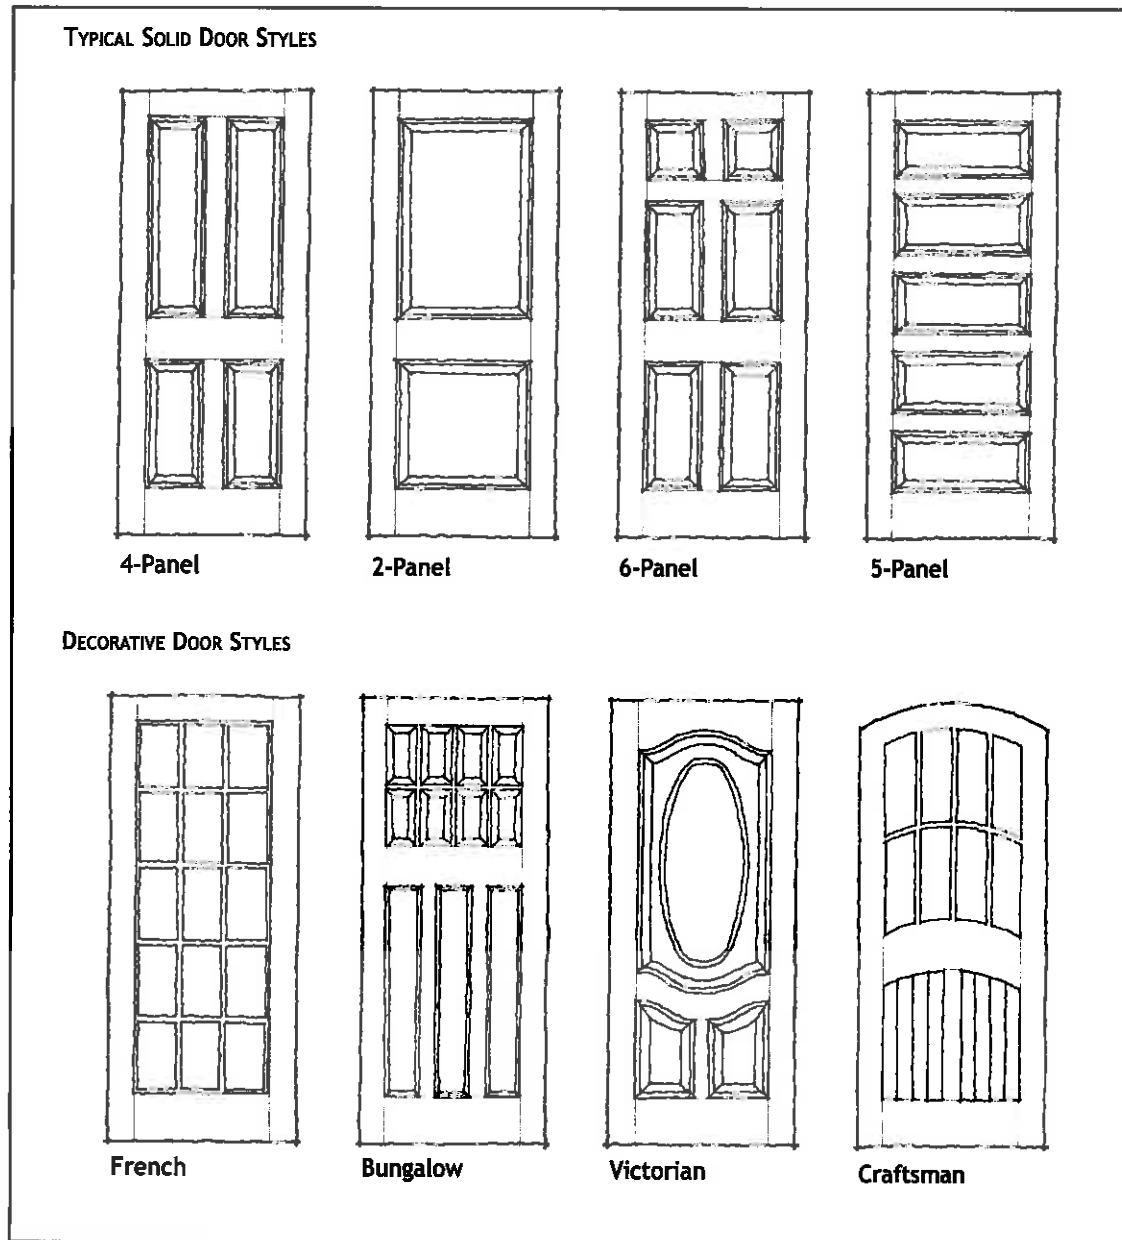 Typical Solid Door Styles
4-Panel
2-Panel
6-Panel
5-Panel
Decorative Door Styles
French
Bungalow
Victorian
Craftsman